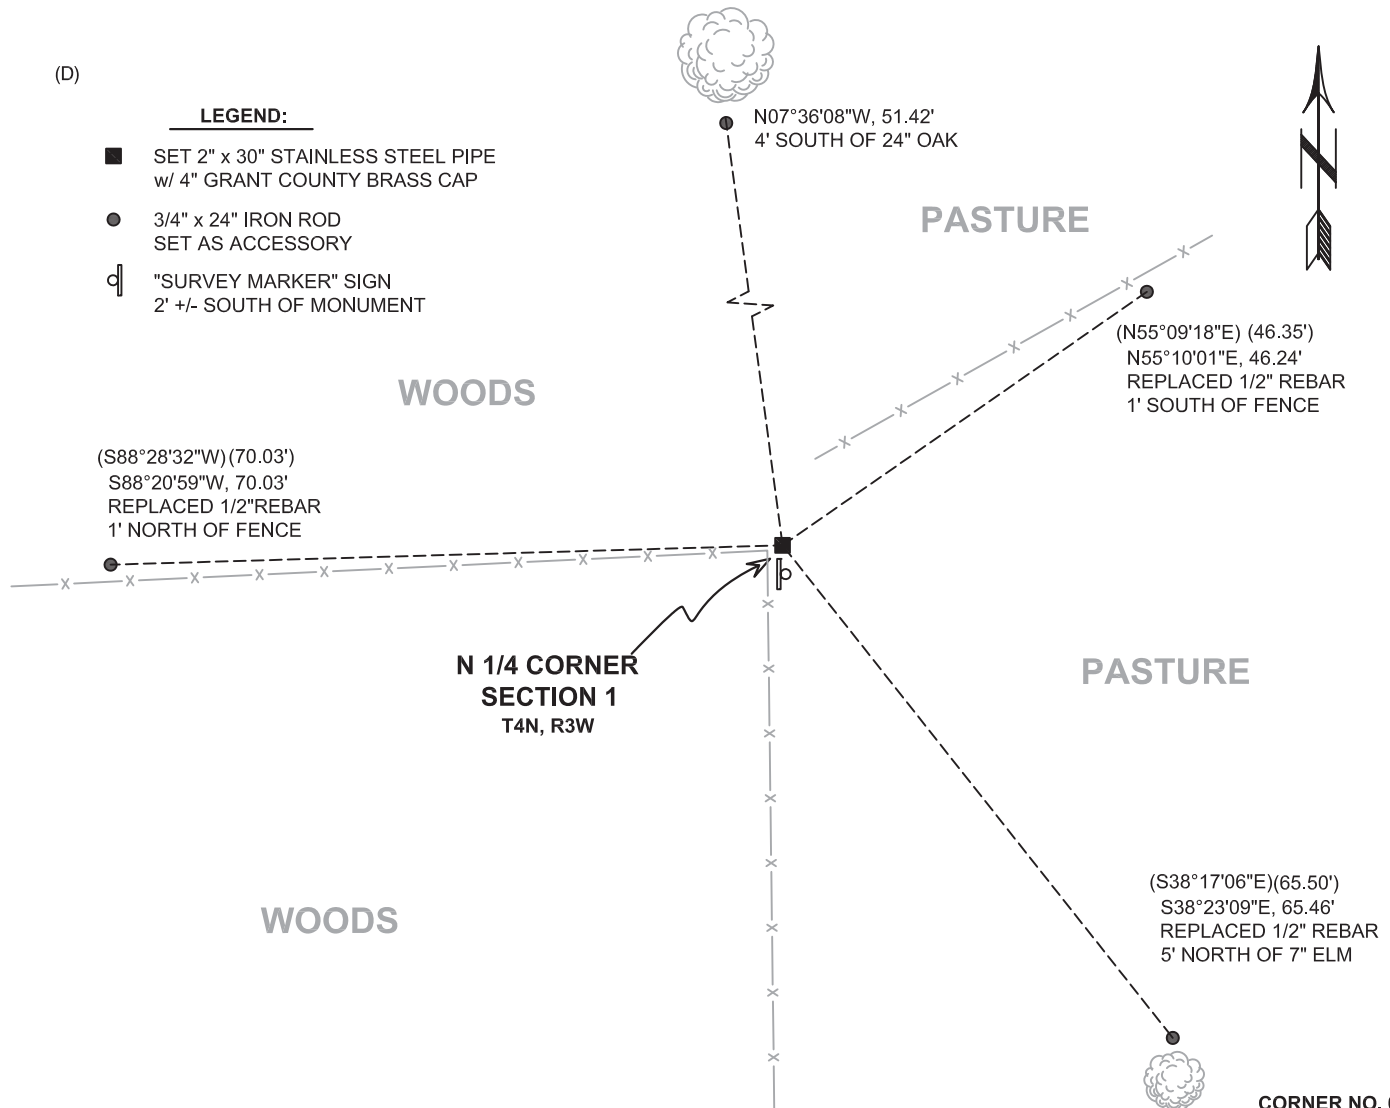 (D)
LEGEND:
SET 2" x 30" STAINLESS STEEL PIPE
w/ 4" GRANT COUNTY BRASS CAP
3/4" x 24" IRON ROD
SET AS ACCESSORY
"SURVEY MARKER" SIGN
2' +/- SOUTH OF MONUMENT
N07°36'08"W, 51.42'
4' SOUTH OF 24" OAK
N
PASTURE
(N55°09'18"E) (46.35')
N55°10'01"E, 46.24'
REPLACED 1/2" REBAR
1' SOUTH OF FENCE
WOODS
(S88°28'32"W)(70.03')
S88°20'59"W, 70.03'
REPLACED 1/2"REBAR
1' NORTH OF FENCE
N 1/4 CORNER
SECTION 1
T4N, R3W
PASTURE
WOODS
(S38°17'06"E)(65.50')
S38°23'09"E, 65.46'
REPLACED 1/2" REBAR
5' NORTH OF 7" ELM
CORNER NO.